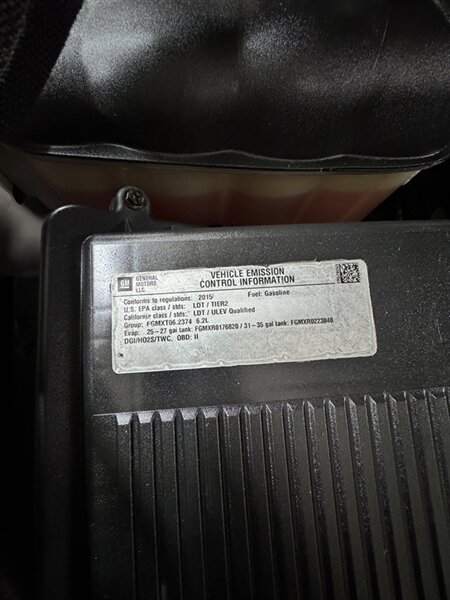 GM GENERAL
MOTORS
LLC
VEHICLE EMISSION
CONTROL INFORMATION
Conforms to regulations: 2015/ Fuel: Gasoline
U.S. EPA class / stds: LDT / TIER2
California class / stds: LDT / ULEV Qualified
Group: FGMXT06.2374 6.2L
Evap: 25-27 gal tank: FGMXR0176820 / 31-35 gal tank: FGMXR0223840
DGI/HO2S/TWC, OBD: II